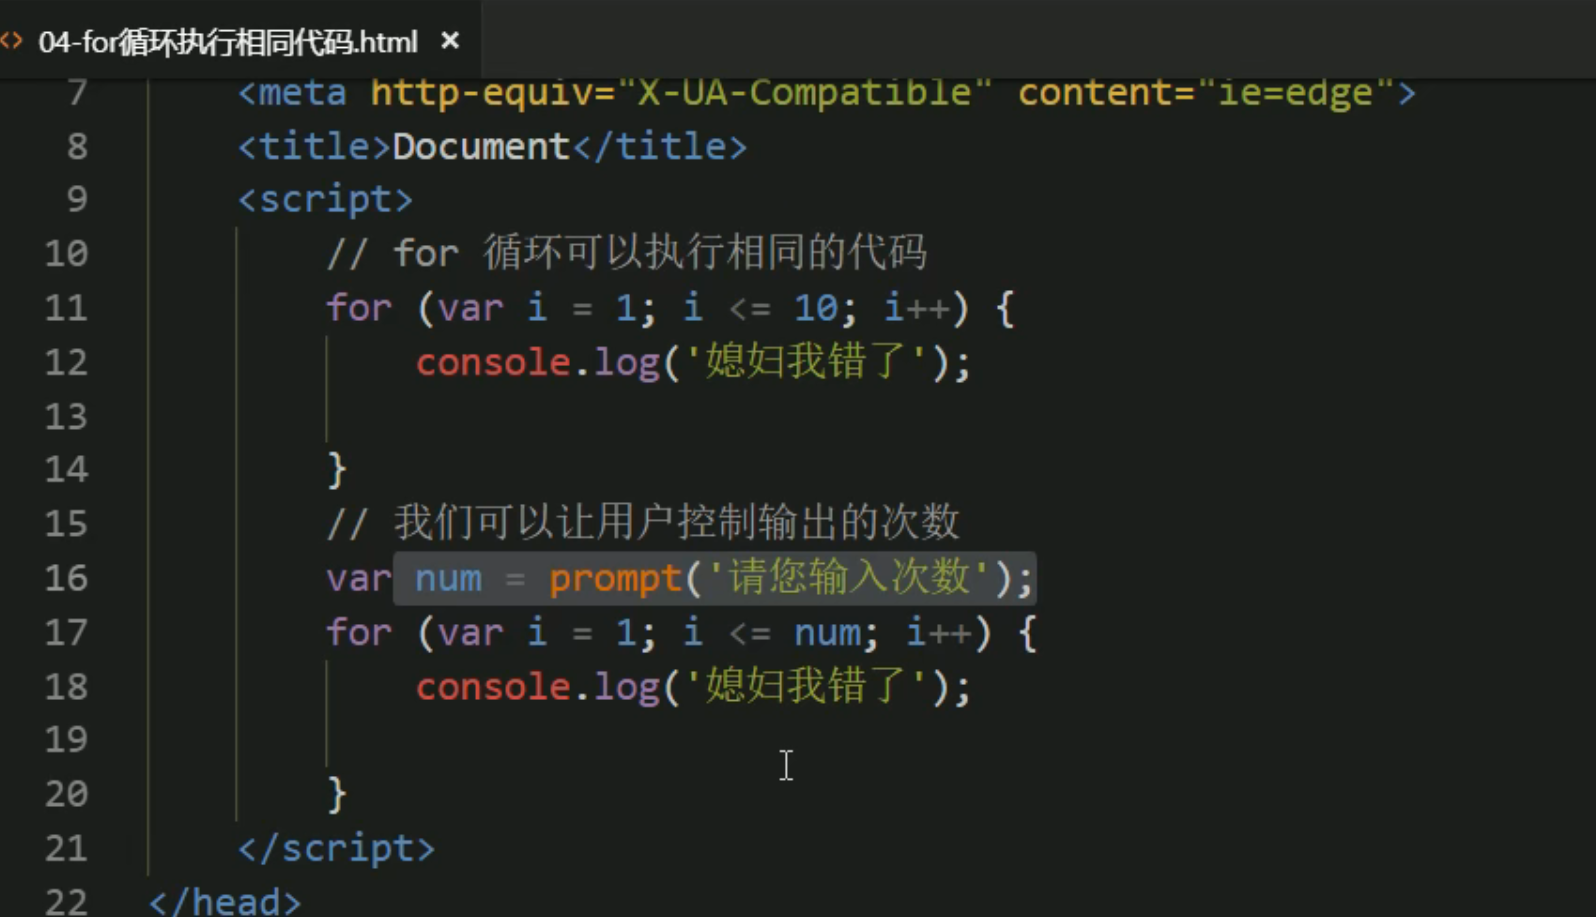 <> 04-for循环执行相同代码.html ×
7 <meta http-equiv="X-UA-Compatible" content="ie=edge">
8 <title>Document</title>
9 <script>
10 // for 循环可以执行相同的代码
11 for (var i = 1; i <= 10; i++) {
12 console.log('媳妇我错了');
13
14 }
15 // 我们可以让用户控制输出的次数
16 var num = prompt('请您输入次数');
17 for (var i = 1; i <= num; i++) {
18 console.log('媳妇我错了');
19
20 }
21 </script>
22 </head>